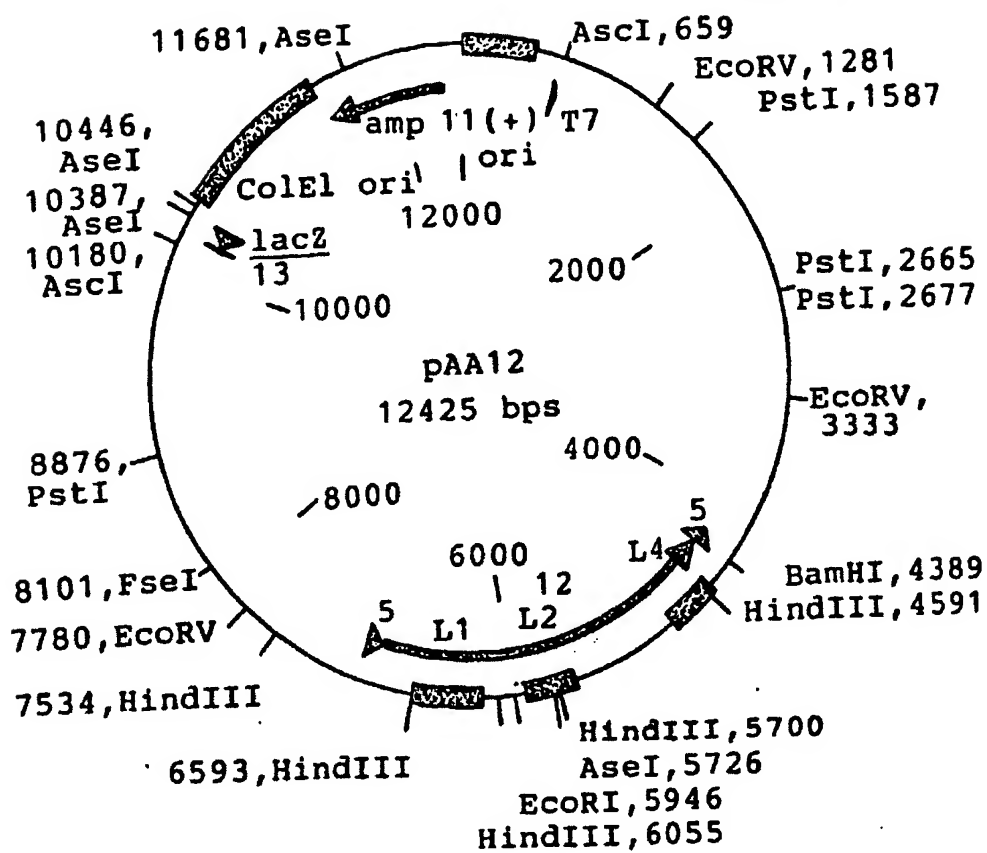 11681,AseI
AscI,659
EcoRV,1281
PstI,1587
10446,
AseI
10387,
AseI
10180,
AscI
amp
11(+)
T7
ori
ColEl ori
12000
lacZ
13
2000
10000
PstI,2665
PstI,2677
pAA12
12425 bps
EcoRV,
3333
4000
8876,
PstI
8000
5
6000
L4
12
BamHI,4389
HindIII,4591
8101,FseI
7780,EcoRV
5
L1
L2
7534,HindIII
HindIII,5700
6593,HindIII
AseI,5726
EcoRI,5946
HindIII,6055